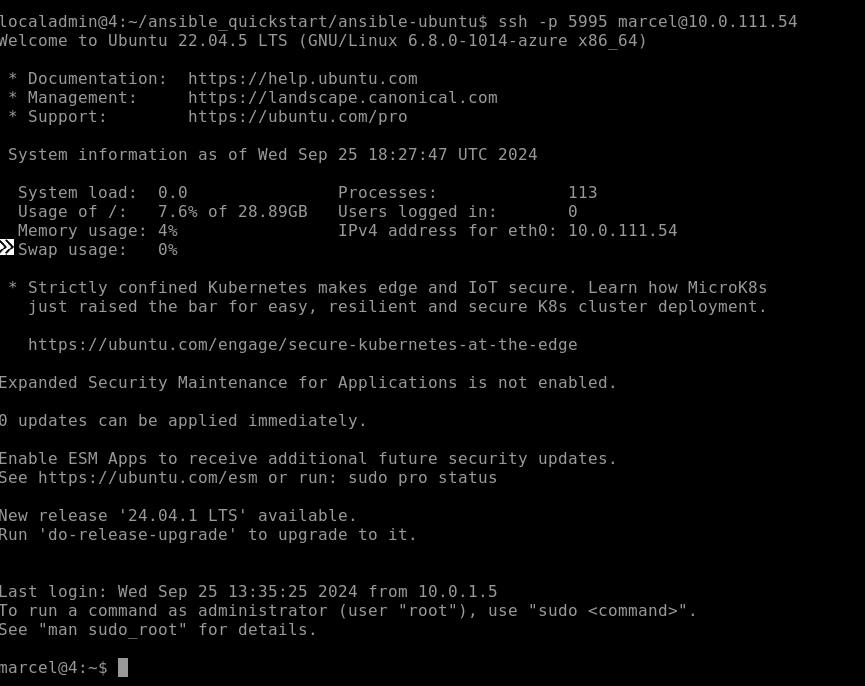 localadmin@4:~/ansible_quickstart/ansible-ubuntu$ ssh -p 5995 marcel@10.0.111.54
Welcome to Ubuntu 22.04.5 LTS (GNU/Linux 6.8.0-1014-azure x86_64)

 * Documentation:  https://help.ubuntu.com
 * Management:     https://landscape.canonical.com
 * Support:        https://ubuntu.com/pro

 System information as of Wed Sep 25 18:27:47 UTC 2024

  System load:  0.0               Processes:             113
  Usage of /:   7.6% of 28.89GB   Users logged in:       0
  Memory usage: 4%                IPv4 address for eth0: 10.0.111.54
  Swap usage:   0%

 * Strictly confined Kubernetes makes edge and IoT secure. Learn how MicroK8s
   just raised the bar for easy, resilient and secure K8s cluster deployment.

   https://ubuntu.com/engage/secure-kubernetes-at-the-edge

Expanded Security Maintenance for Applications is not enabled.

0 updates can be applied immediately.

Enable ESM Apps to receive additional future security updates.
See https://ubuntu.com/esm or run: sudo pro status

New release '24.04.1 LTS' available.
Run 'do-release-upgrade' to upgrade to it.


Last login: Wed Sep 25 13:35:25 2024 from 10.0.1.5
To run a command as administrator (user "root"), use "sudo <command>".
See "man sudo_root" for details.

marcel@4:~$